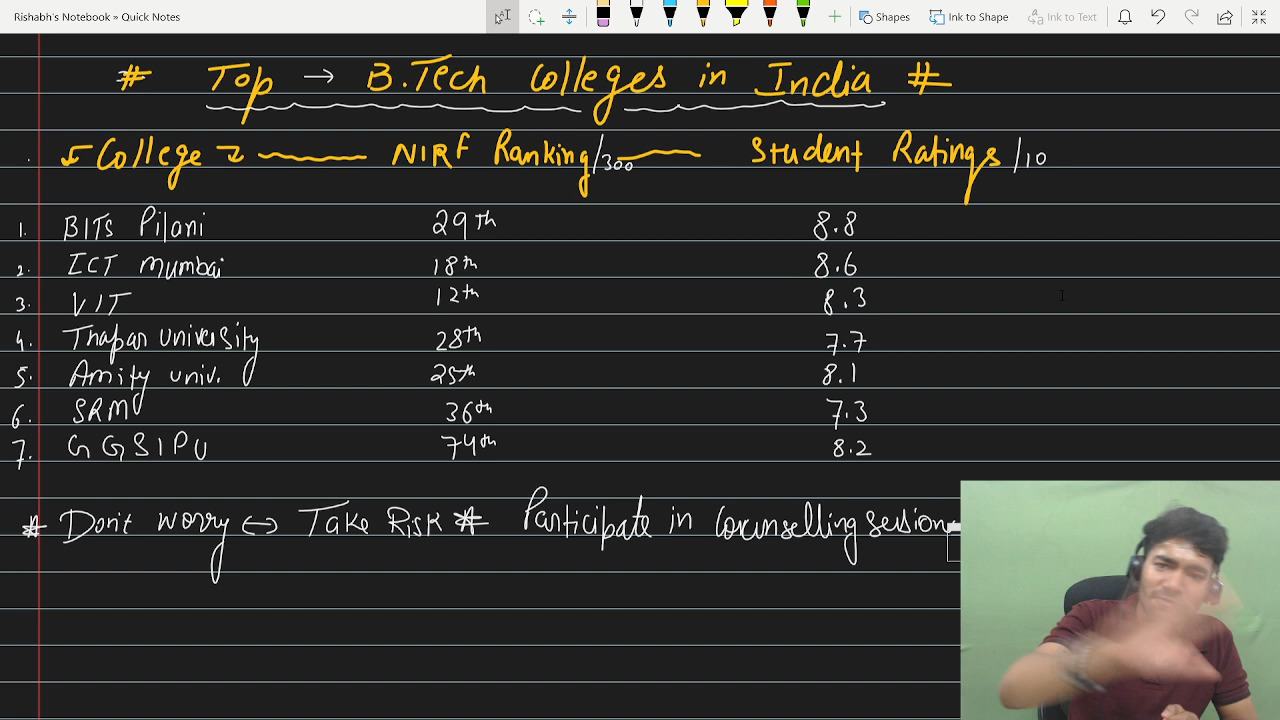 Rishabh's Notebook » Quick Notes
Shapes Ink to Shape Ink to Text
# Top → B.Tech Colleges in India #
College NIRF Ranking/300 Student Ratings /10
1. BITS Pilani 29th 8.8
2. ICT mumbai 18th 8.6
3. VIT 12th 8.3
4. Thapar university 28th 7.7
5. Amity univ. 25th 8.1
6. SRM 36th 7.3
7. GGSIPU 74th 8.2
# Don't worry ↔ Take Risk # Participate in counselling session